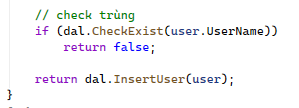 // check trùng
if (dal.CheckExist(user.UserName))
return false;
return dal.InsertUser(user);
}